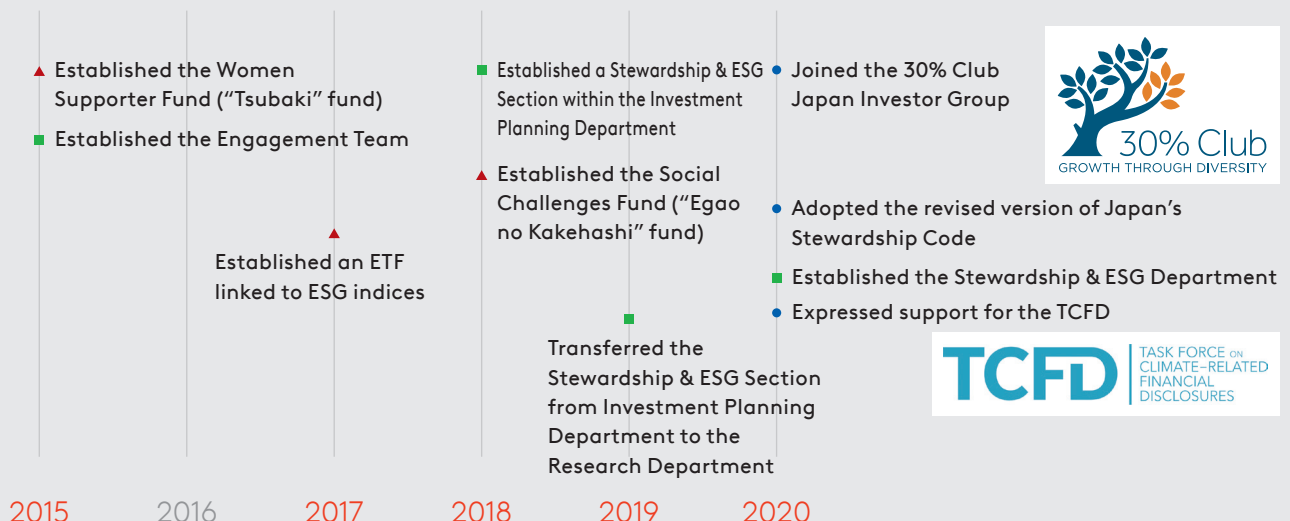 Established the Women
Supporter Fund (“Tsubaki” fund)
Established the Engagement Team
Established an ETF
linked to ESG indices
Established a Stewardship & ESG
Section within the Investment
Planning Department
Established the Social
Challenges Fund (“Egao
no Kakehashi” fund)
Transferred the
Stewardship & ESG Section
from Investment Planning
Department to the
Research Department
Joined the 30% Club
Japan Investor Group
30% Club
GROWTH THROUGH DIVERSITY
Adopted the revised version of Japan’s
Stewardship Code
Established the Stewardship & ESG Department
Expressed support for the TCFD
TCFD
TASK FORCE ON
CLIMATE-RELATED
FINANCIAL
DISCLOSURES
2015 2016 2017 2018 2019 2020